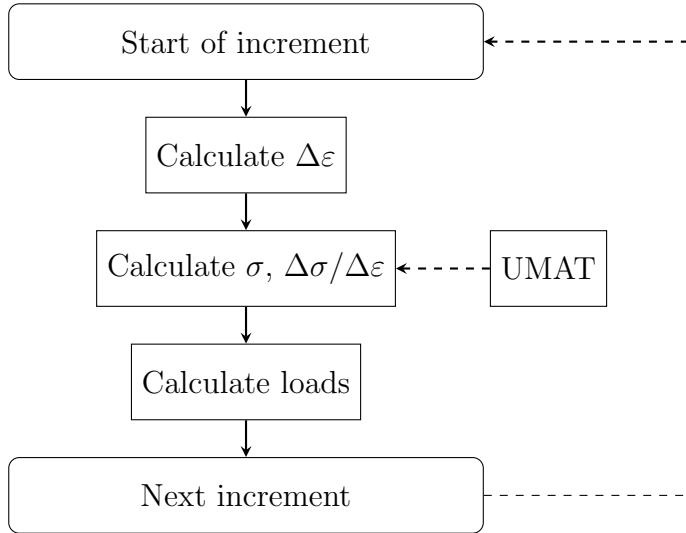 Start of increment
Calculate Δε
Calculate σ, Δσ/Δε
UMAT
Calculate loads
Next increment